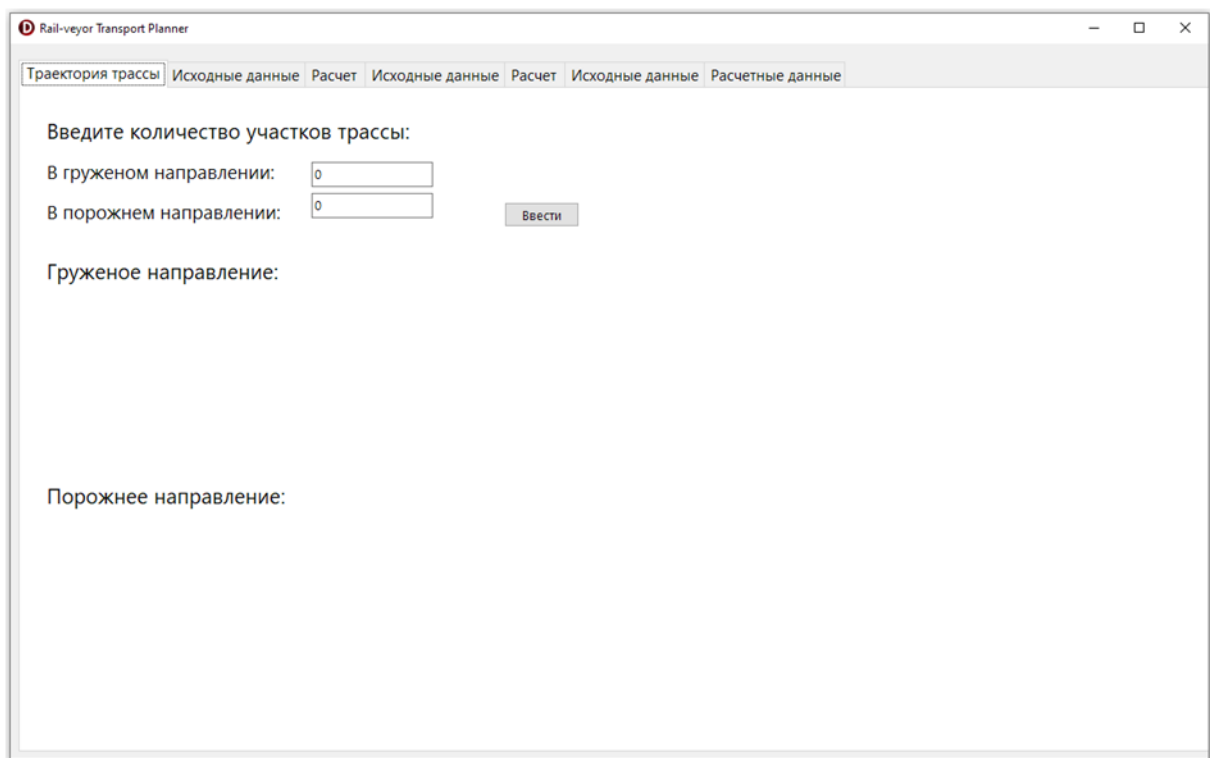 Rail-veyor Transport Planner
Траектория трассы Исходные данные Расчет Исходные данные Расчет Исходные данные Расчетные данные
Введите количество участков трассы:
В груженом направлении: 0
В порожнем направлении: 0
Ввести
Груженое направление:
Порожнее направление: